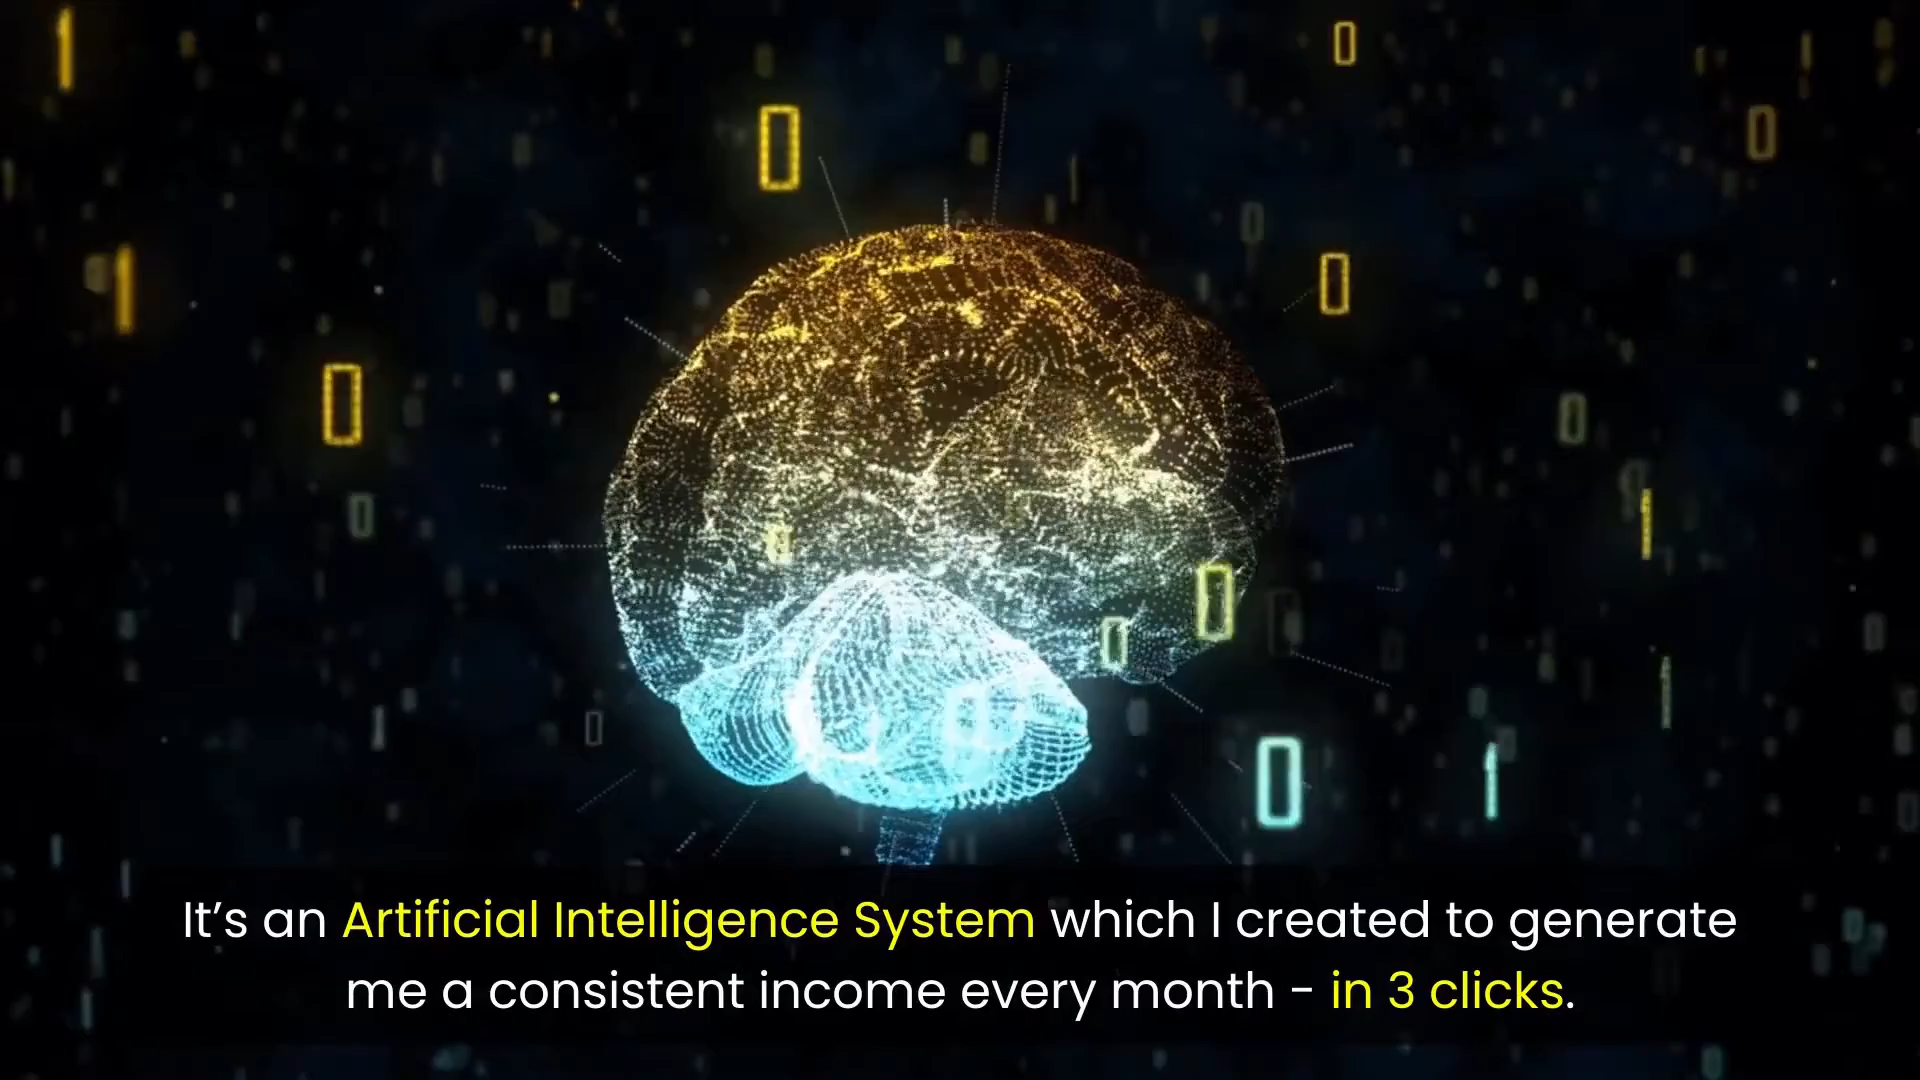 It’s an Artificial Intelligence System which I created to generate
me a consistent income every month - in 3 clicks.